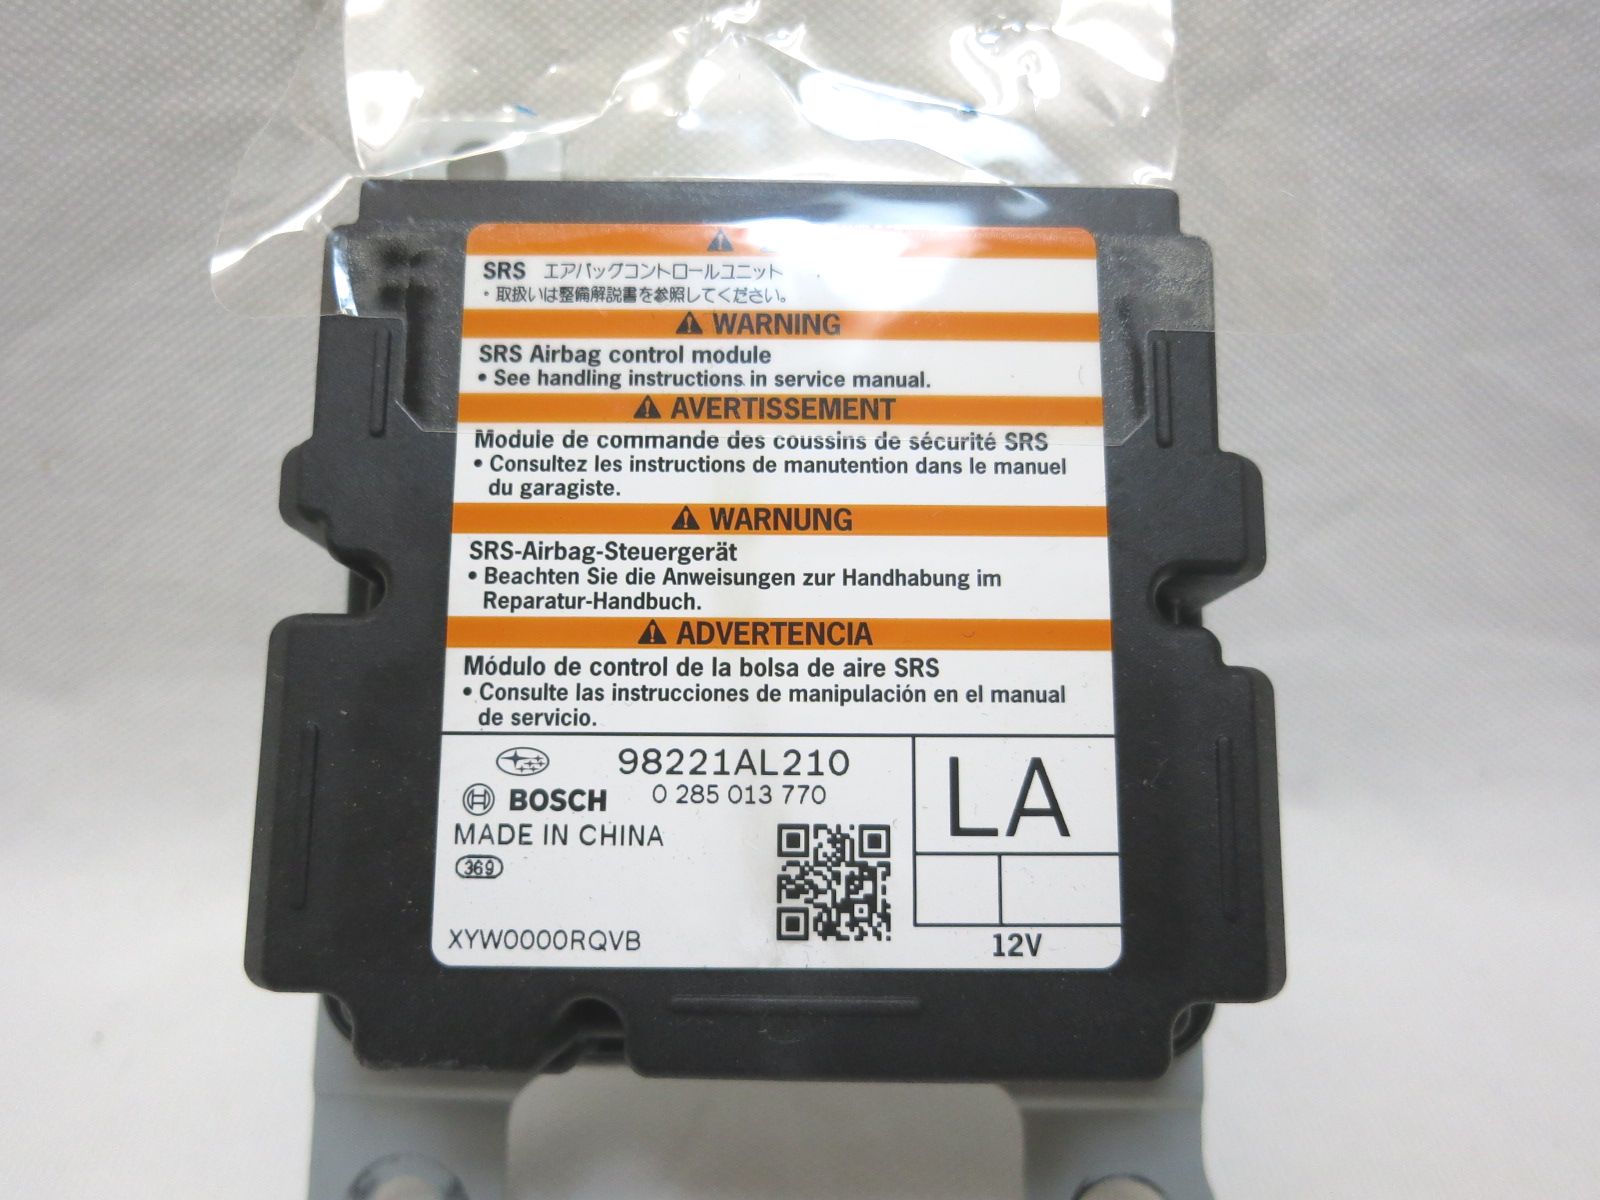 SRS エアバッグコントロールユニット
・取扱いは整備解説書を参照してください。
WARNING
SRS Airbag control module
• See handling instructions in service manual.
AVERTISSEMENT
Module de commande des coussins de sécurité SRS
• Consultez les instructions de manutention dans le manuel
du garagiste.
WARNUNG
SRS-Airbag-Steuergerät
• Beachten Sie die Anweisungen zur Handhabung im
Reparatur-Handbuch.
ADVERTENCIA
Módulo de control de la bolsa de aire SRS
• Consulte las instrucciones de manipulación en el manual
de servicio.
98221AL210
BOSCH 0 285 013 770
MADE IN CHINA
369
XYW0000RQVB
LA
12V